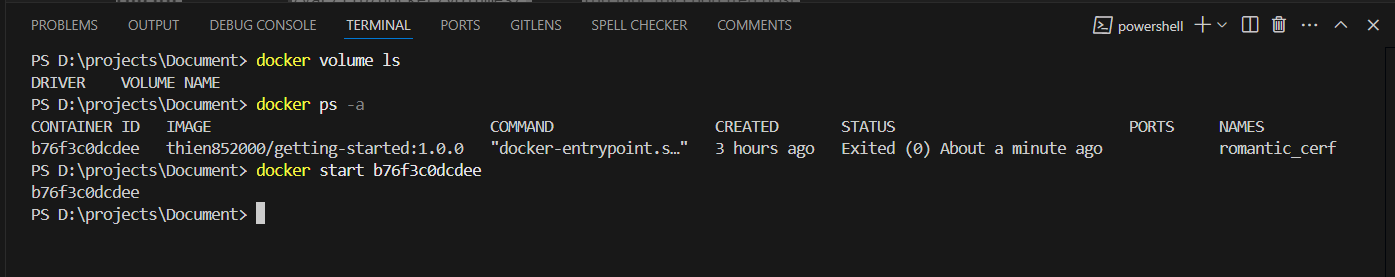 PROBLEMS OUTPUT DEBUG CONSOLE TERMINAL PORTS GITLENS SPELL CHECKER COMMENTS powershell
PS D:\projects\Document> docker volume ls
DRIVER    VOLUME NAME
PS D:\projects\Document> docker ps -a
CONTAINER ID   IMAGE                              COMMAND                  CREATED       STATUS                          PORTS     NAMES
b76f3c0dcdee   thien852000/getting-started:1.0.0   "docker-entrypoint.s…"   3 hours ago   Exited (0) About a minute ago             romantic_cerf
PS D:\projects\Document> docker start b76f3c0dcdee
b76f3c0dcdee
PS D:\projects\Document>